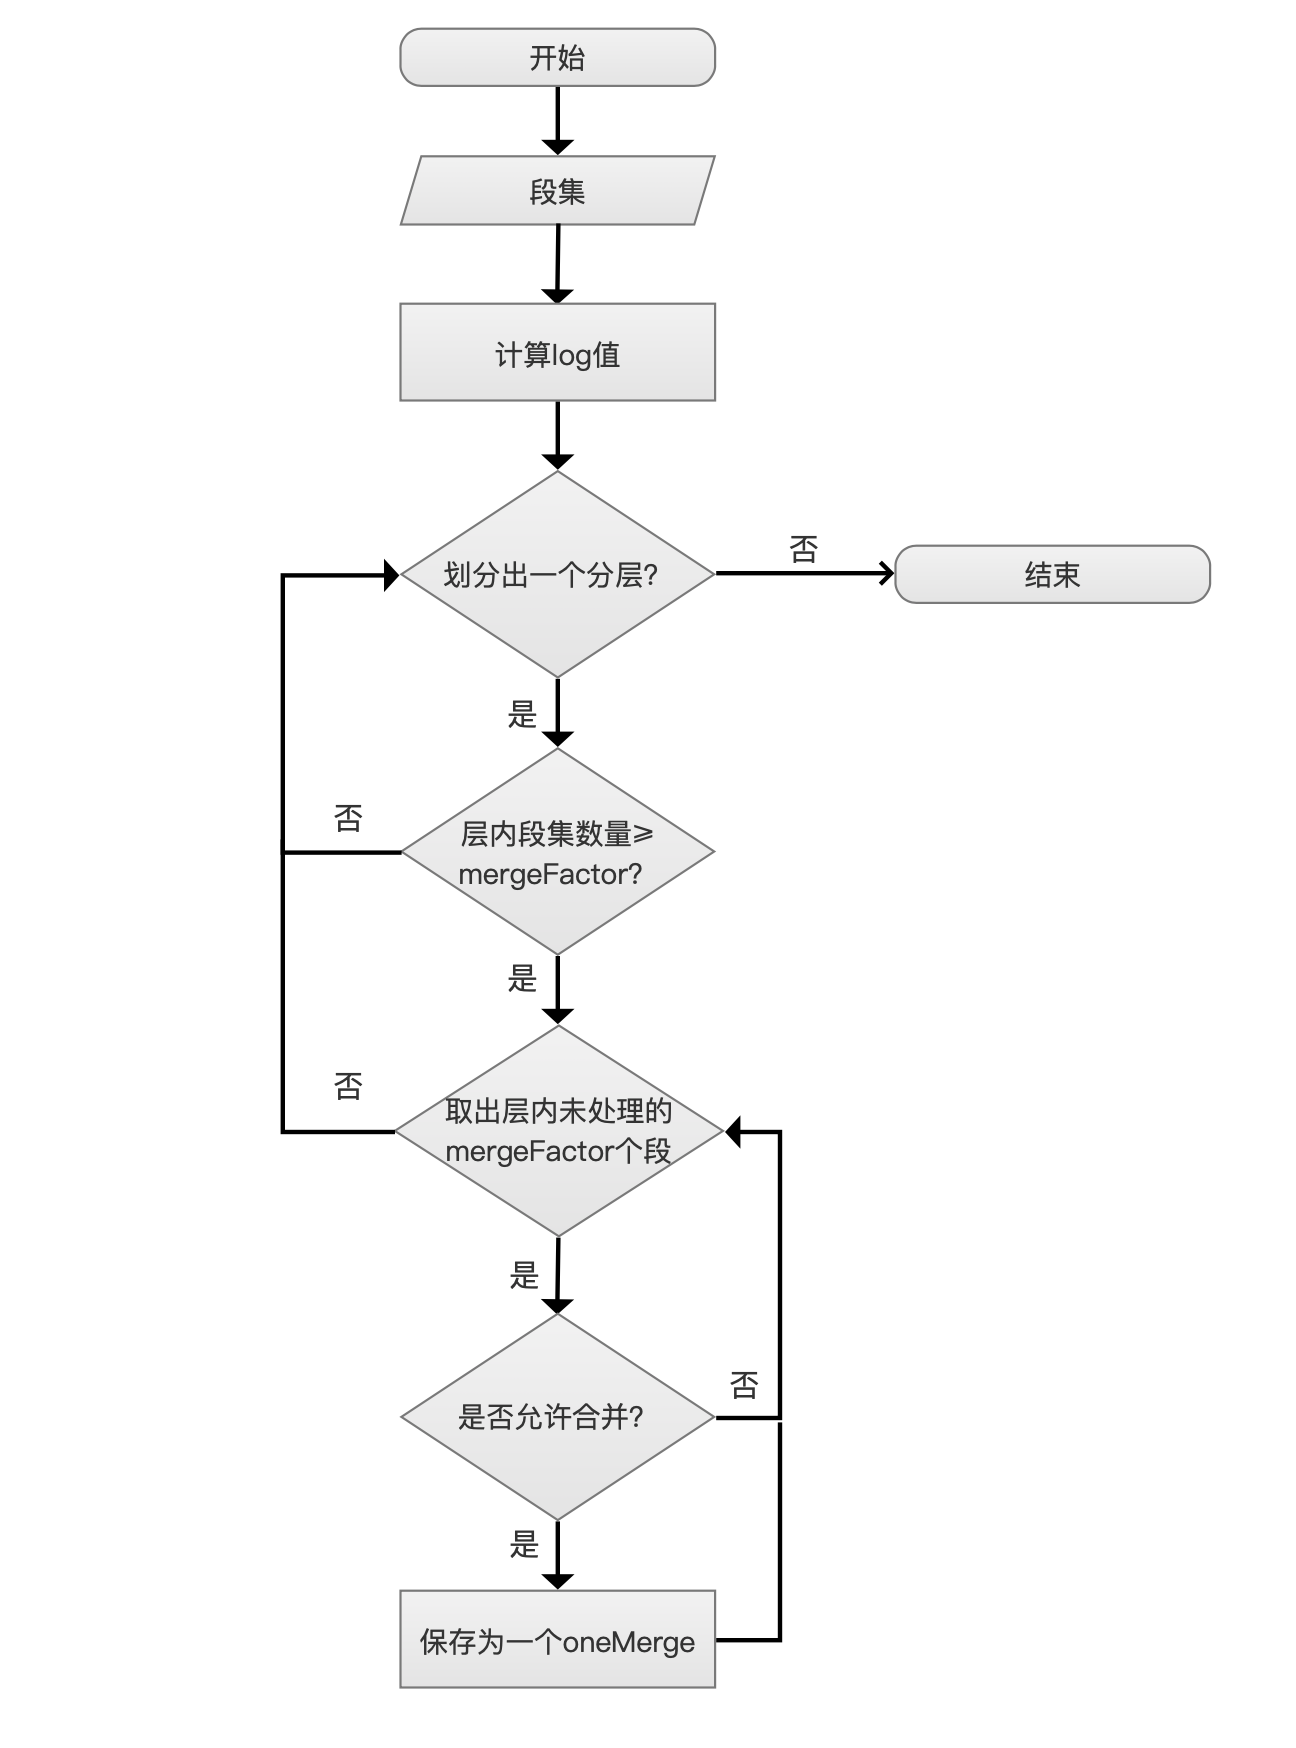 开始
段集
计算log值
划分出一个分层?
否
结束
是
否
层内段集数量⩾
mergeFactor?
是
否
取出层内未处理的
mergeFactor个段
是
否
是否允许合并?
是
保存为一个oneMerge